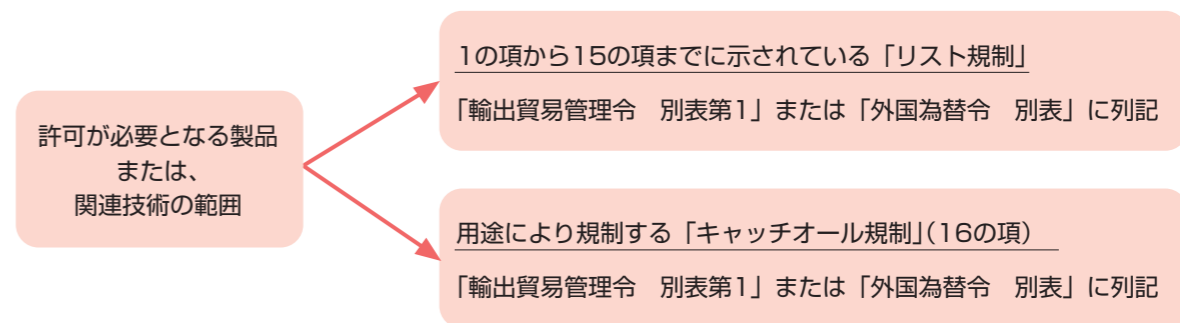 許可が必要となる製品
または、
関連技術の範囲
1の項から15の項までに示されている「リスト規制」
「輸出貿易管理令　別表第1」または「外国為替令　別表」に列記
用途により規制する「キャッチオール規制」(16の項)
「輸出貿易管理令　別表第1」または「外国為替令　別表」に列記